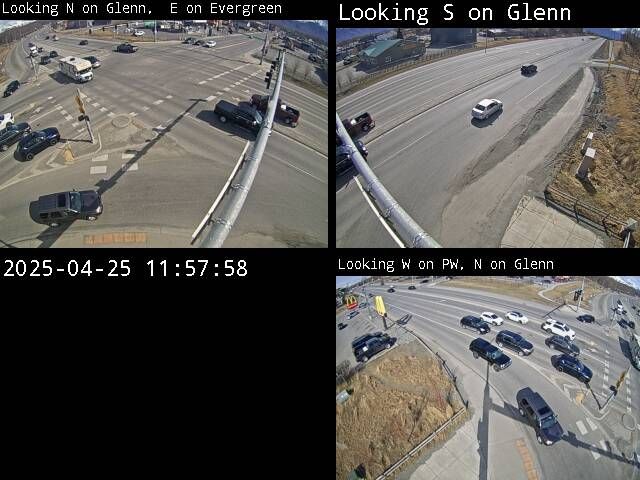 Looking N on Glenn,  E on Evergreen
Looking S on Glenn
2025-04-25 11:57:58
Looking W on PW, N on Glenn